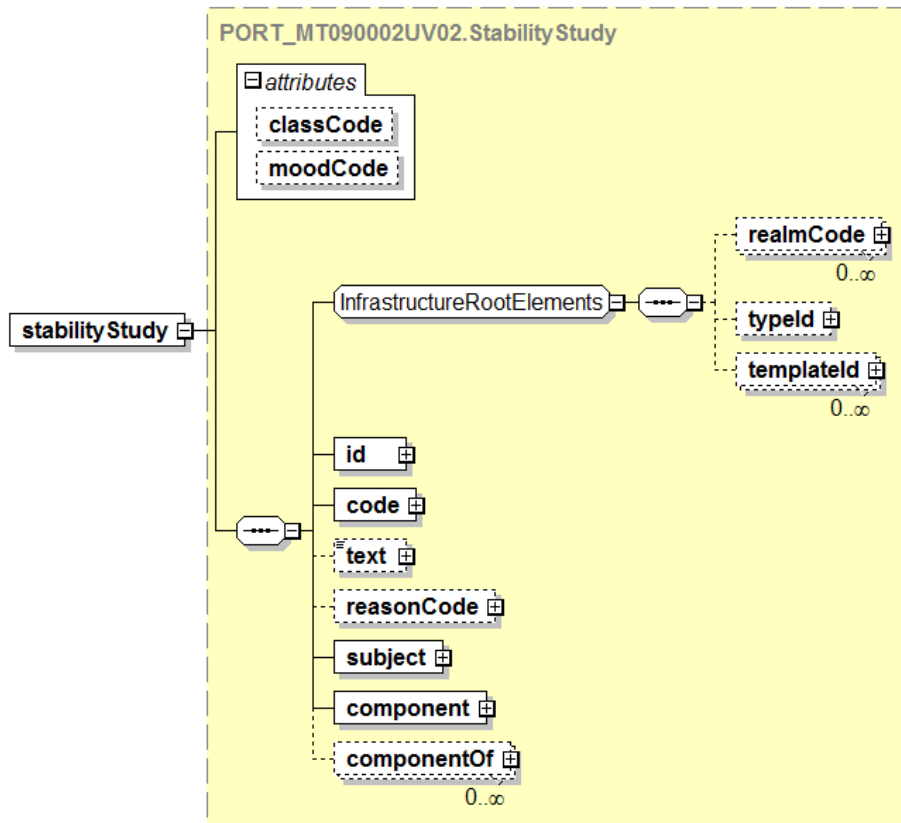 PORT_MT090002UV02.StabilityStudy
attributes
classCode
moodCode
realmCode
0..∞
InfrastructureRootElements
typeId
stabilityStudy
templateId
0..∞
id
code
text
reasonCode
subject
component
componentOf
0..∞